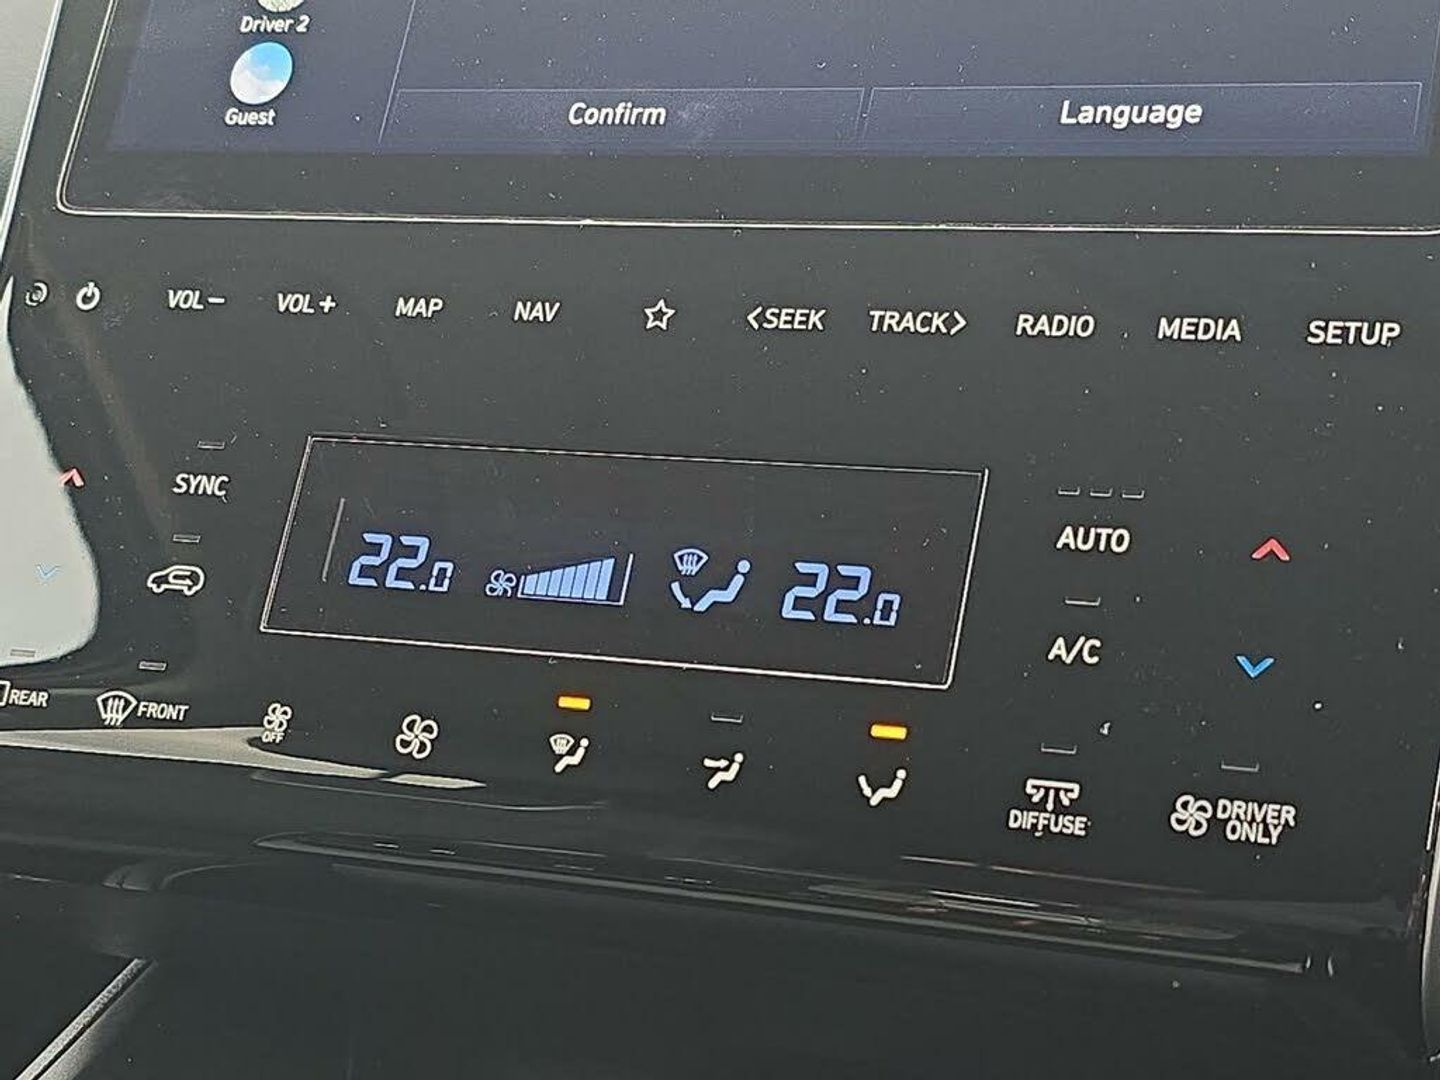 Driver 2
Guest
Confirm
Language
VOL–
VOL+
MAP
NAV
<SEEK
TRACK>
RADIO
MEDIA
SETUP
SYNC
22.0
22.0
AUTO
A/C
REAR
FRONT
OFF
DIFFUSE
DRIVER
ONLY